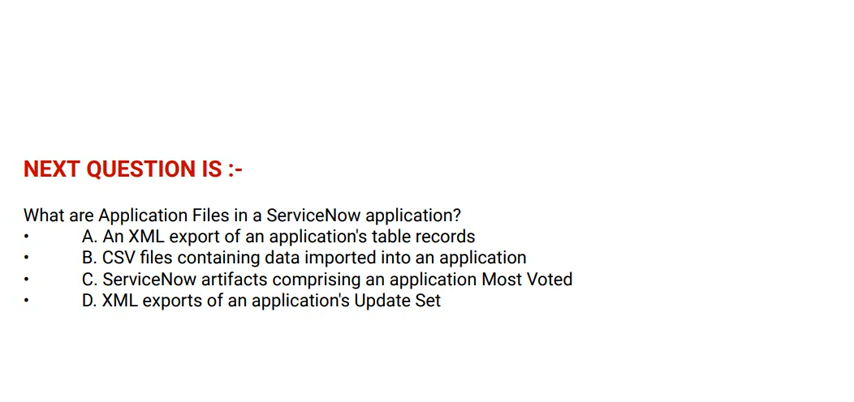 NEXT QUESTION IS :-
What are Application Files in a ServiceNow application?
• A. An XML export of an application's table records
• B. CSV files containing data imported into an application
• C. ServiceNow artifacts comprising an application Most Voted
• D. XML exports of an application's Update Set